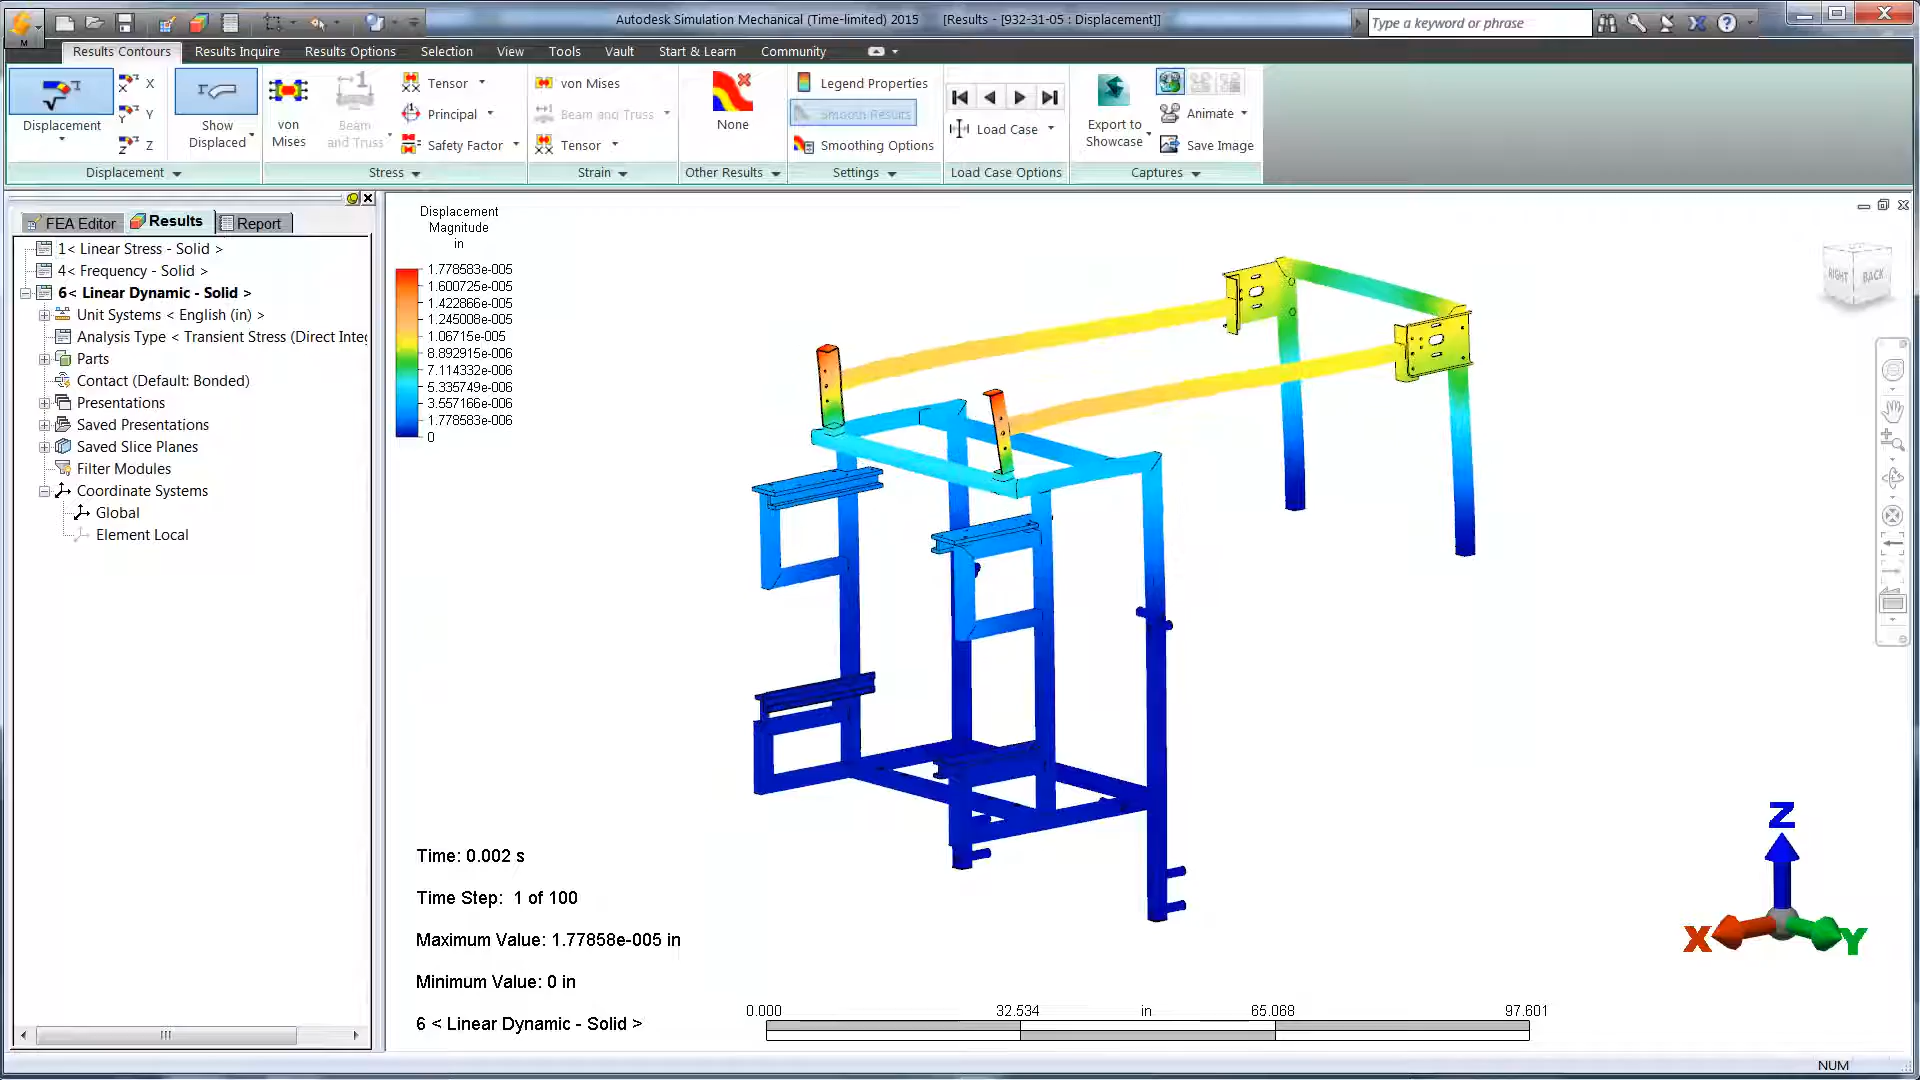 Autodesk Simulation Mechanical (Time-limited) 2015 [Results - [932-31-05 : Displacement]]
Type a keyword or phrase
M
Results Contours Results Inquire Results Options Selection View Tools Vault Start & Learn Community
Displacement
X
Y
Z
Displacement
Show Displaced
von Mises
Beam and Truss
Tensor
Principal
Safety Factor
Stress
von Mises
Beam and Truss
Tensor
Strain
None
Other Results
Legend Properties
Smooth Results
Smoothing Options
Settings
Load Case
Load Case Options
Export to Showcase
Animate
Save Image
Captures
FEA Editor Results Report
1< Linear Stress - Solid >
4< Frequency - Solid >
6< Linear Dynamic - Solid >
Unit Systems < English (in) >
Analysis Type < Transient Stress (Direct Integ
Parts
Contact (Default: Bonded)
Presentations
Saved Presentations
Saved Slice Planes
Filter Modules
Coordinate Systems
Global
Element Local
Displacement
Magnitude
in
1.778583e-005
1.600725e-005
1.422866e-005
1.245008e-005
1.06715e-005
8.892915e-006
7.114332e-006
5.335749e-006
3.557166e-006
1.778583e-006
0
RIGHT BACK
Time: 0.002 s
Time Step: 1 of 100
Maximum Value: 1.77858e-005 in
Minimum Value: 0 in
6 < Linear Dynamic - Solid >
0.000 32.534 in 65.068 97.601
Z
X
Y
NUM